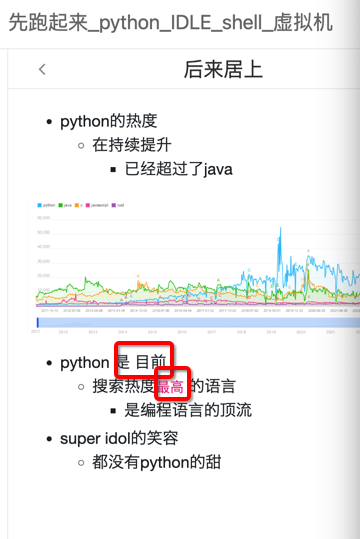 先跑起来_python_IDLE_shell_虚拟机
后来居上
python的热度
在持续提升
已经超过了java
python java c javascript rust
python 是 目前
搜索热度最高 的语言
是编程语言的顶流
super idol的笑容
都没有python的甜